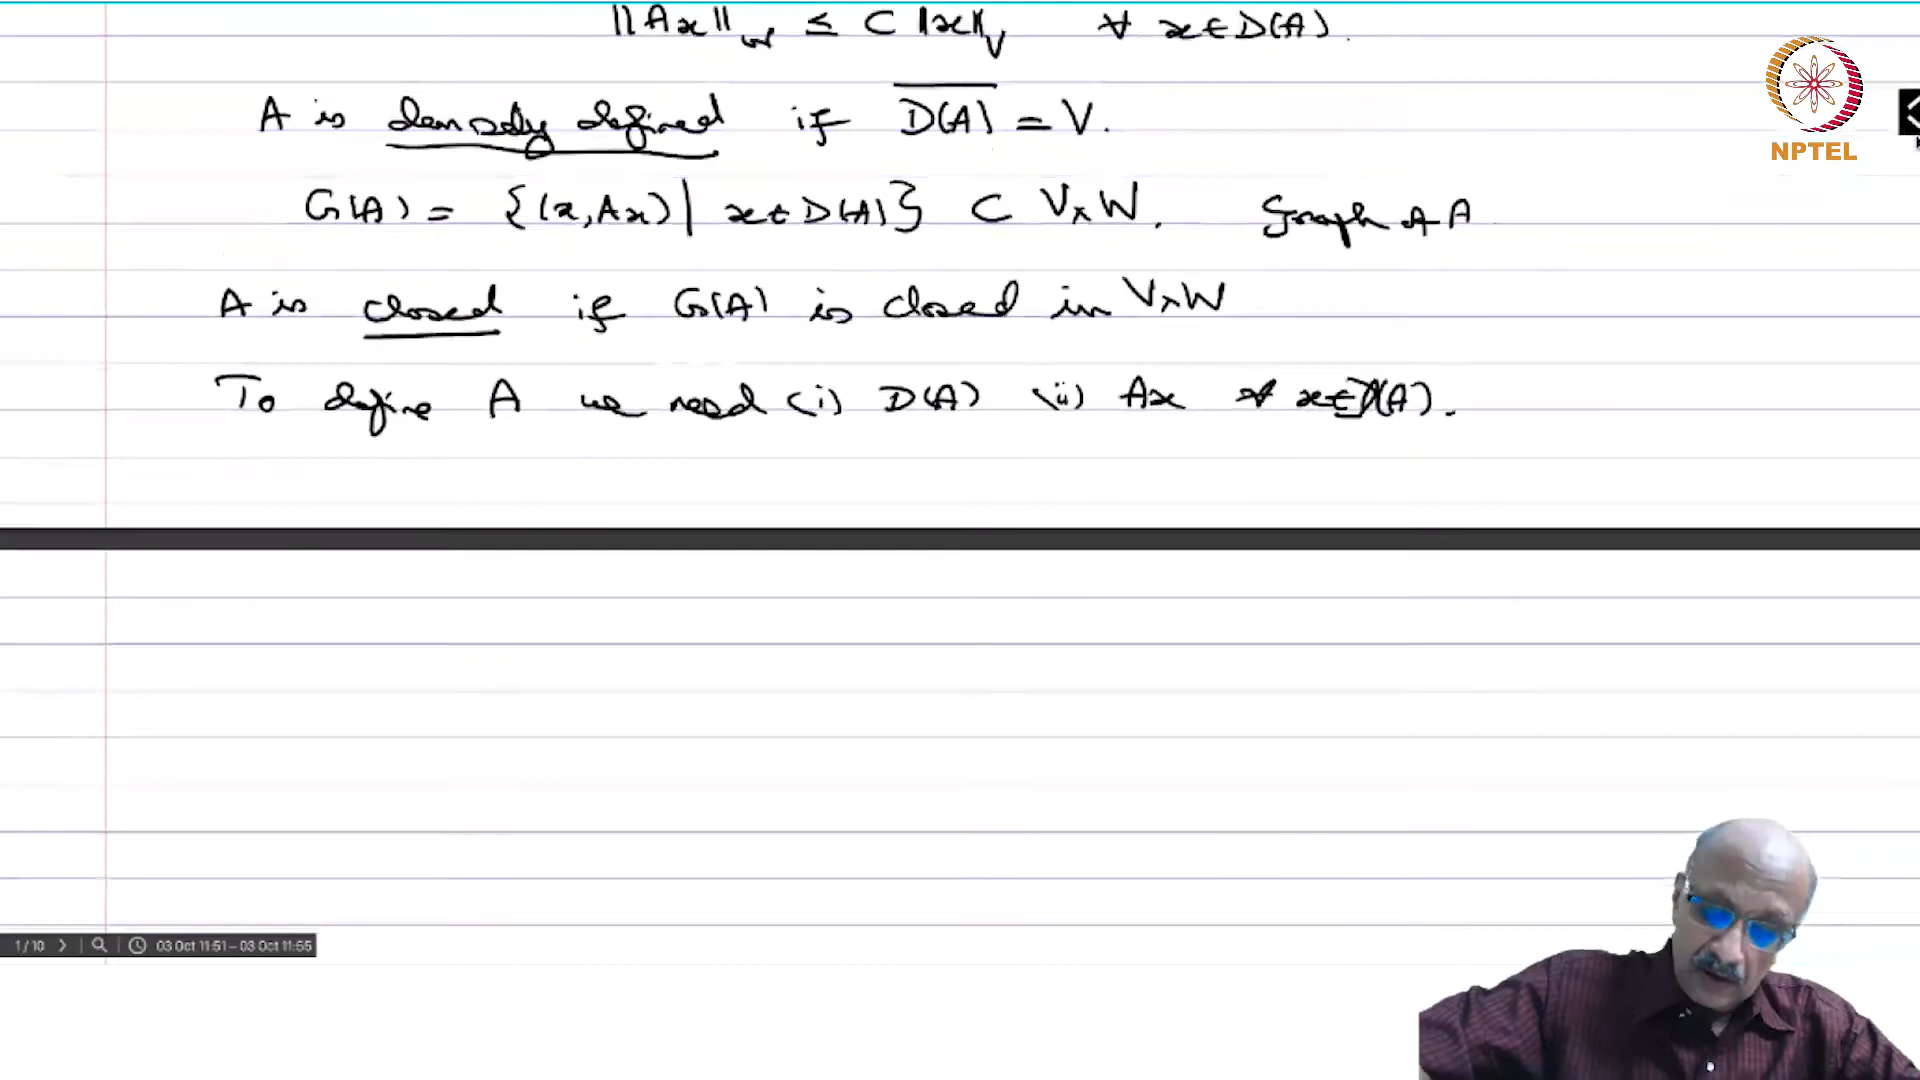 ||Ax||_W ≤ C ||x||_V ∀ x ∈ D(A).
NPTEL
A is densely defined if \overline{D(A)} = V.
G(A) = {(x, Ax) | x ∈ D(A)} ⊂ V×W. Graph of A
A is closed if G(A) is closed in V×W
To define A we need (i) D(A) (ii) Ax ∀ x ∈ D(A).
1/10 03 Oct 11:51 – 03 Oct 11:55